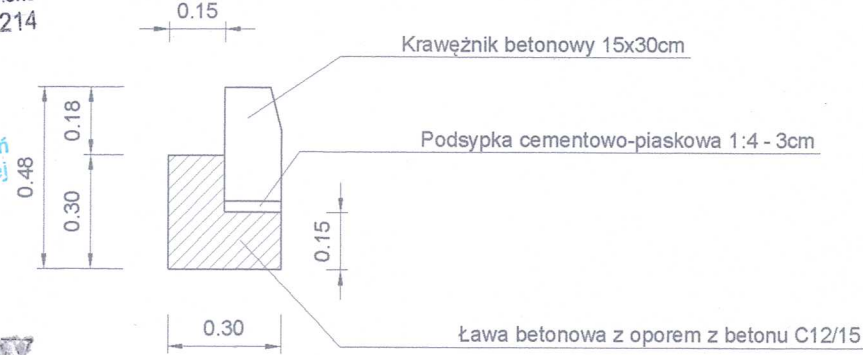 214
0.15
Krawężnik betonowy 15x30cm
0.18
Podsypka cementowo-piaskowa 1:4 - 3cm
0.48
0.30
0.15
0.30
Ława betonowa z oporem z betonu C12/15